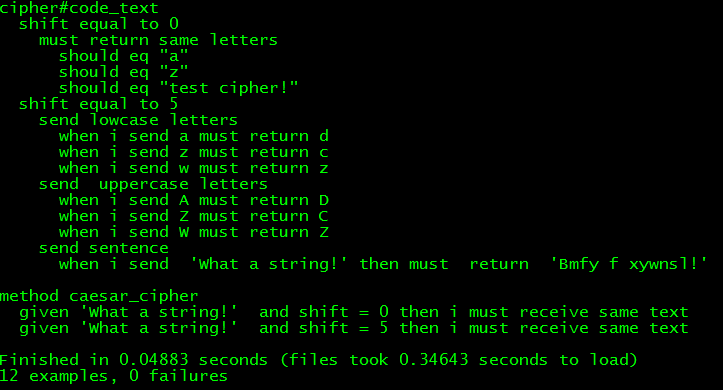 cipher#code_text
shift equal to 0
must return same letters
should eq "a"
should eq "z"
should eq "test cipher!"
shift equal to 5
send lowcase letters
when i send a must return d
when i send z must return c
when i send w must return z
send  uppercase letters
when i send A must return D
when i send Z must return C
when i send W must return Z
send sentence
when i send  'What a string!' then must  return  'Bmfy f xywnsl!'
method caesar_cipher
given 'What a string!'  and shift = 0 then i must receive same text
given 'What a string!'  and shift = 5 then i must receive same text
Finished in 0.04883 seconds (files took 0.34643 seconds to load)
12 examples, 0 failures